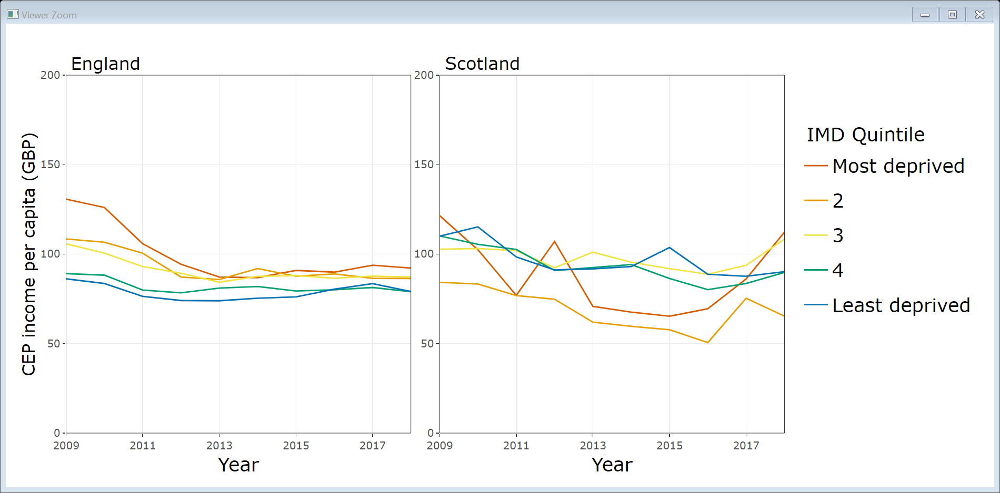 Viewer Zoom
England
Scotland
200
150
100
50
0
200
150
100
50
0
CEP income per capita (GBP)
2009 2011 2013 2015 2017
2009 2011 2013 2015 2017
Year
Year
IMD Quintile
Most deprived
2
3
4
Least deprived